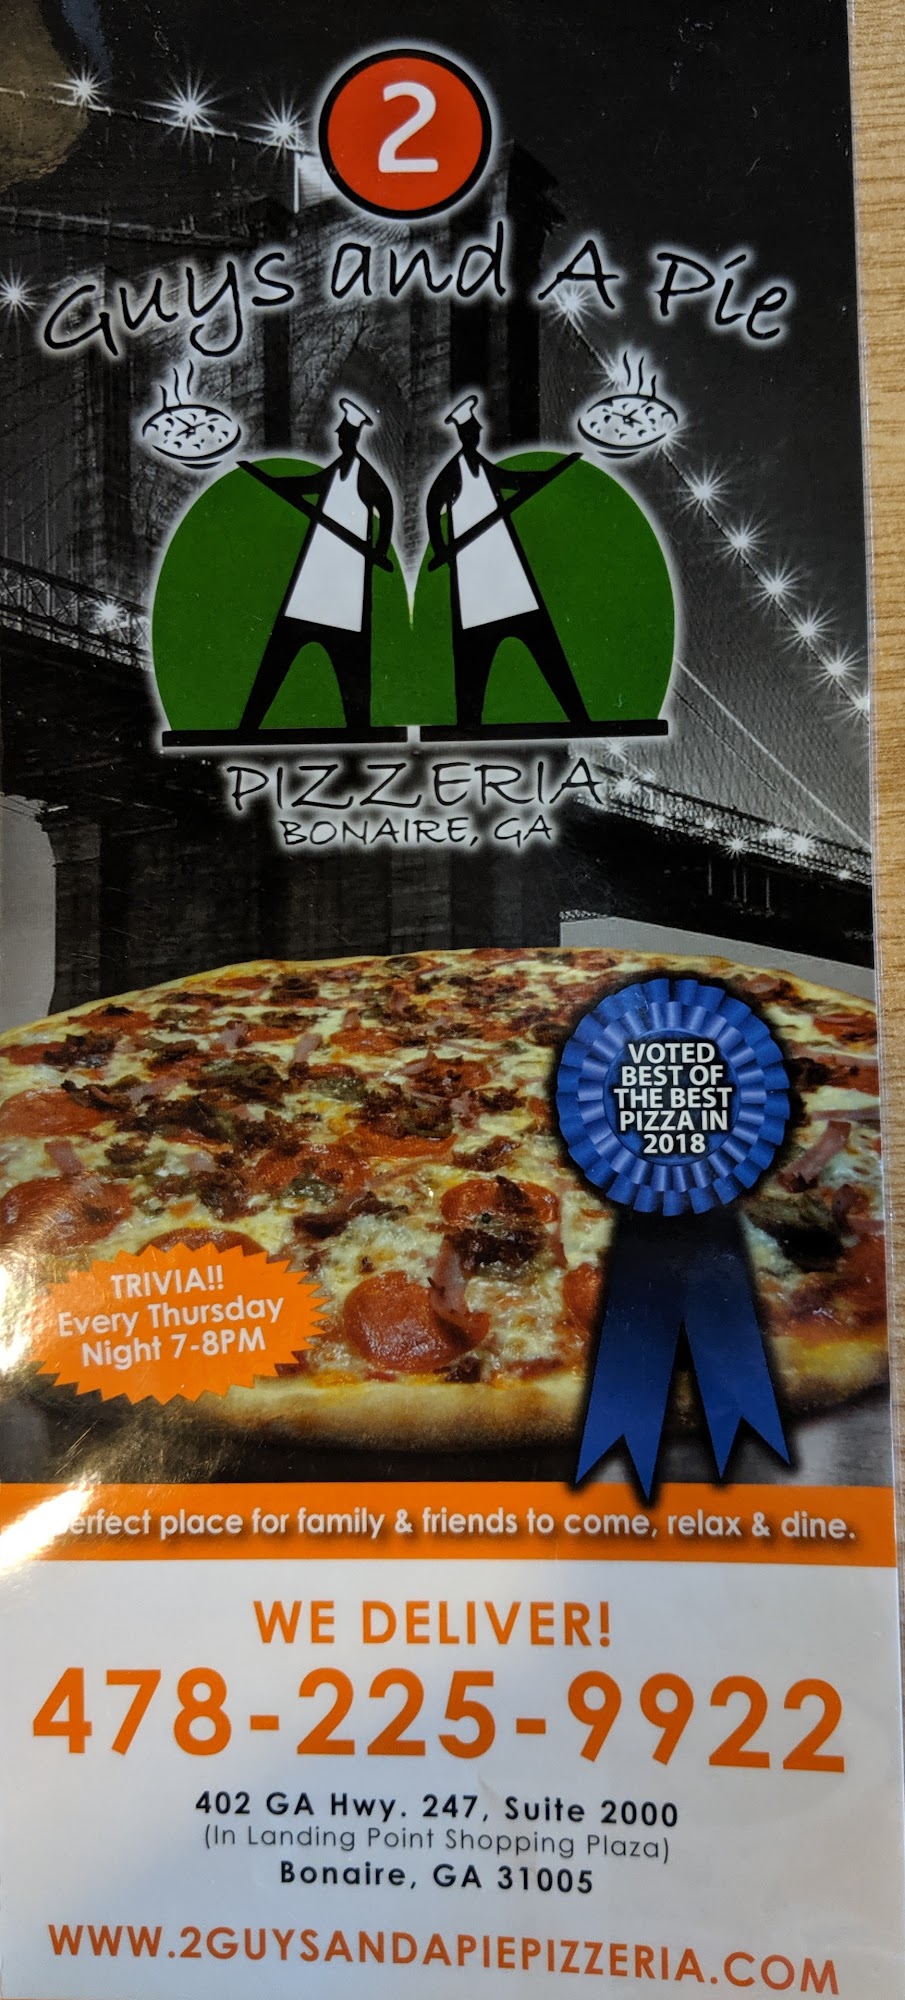 2
Guys and A Pie
PIZZERIA
BONAIRE, GA
VOTED
BEST OF
THE BEST
PIZZA IN
2018
TRIVIA!!
Every Thursday
Night 7-8PM
place for family & friends to come, relax & dine.
WE DELIVER!
478-225-9922
402 GA Hwy. 247, Suite 2000
(In Landing Point Shopping Plaza)
Bonaire, GA 31005
WWW.2GUYSANDAPIEPIZZERIA.COM